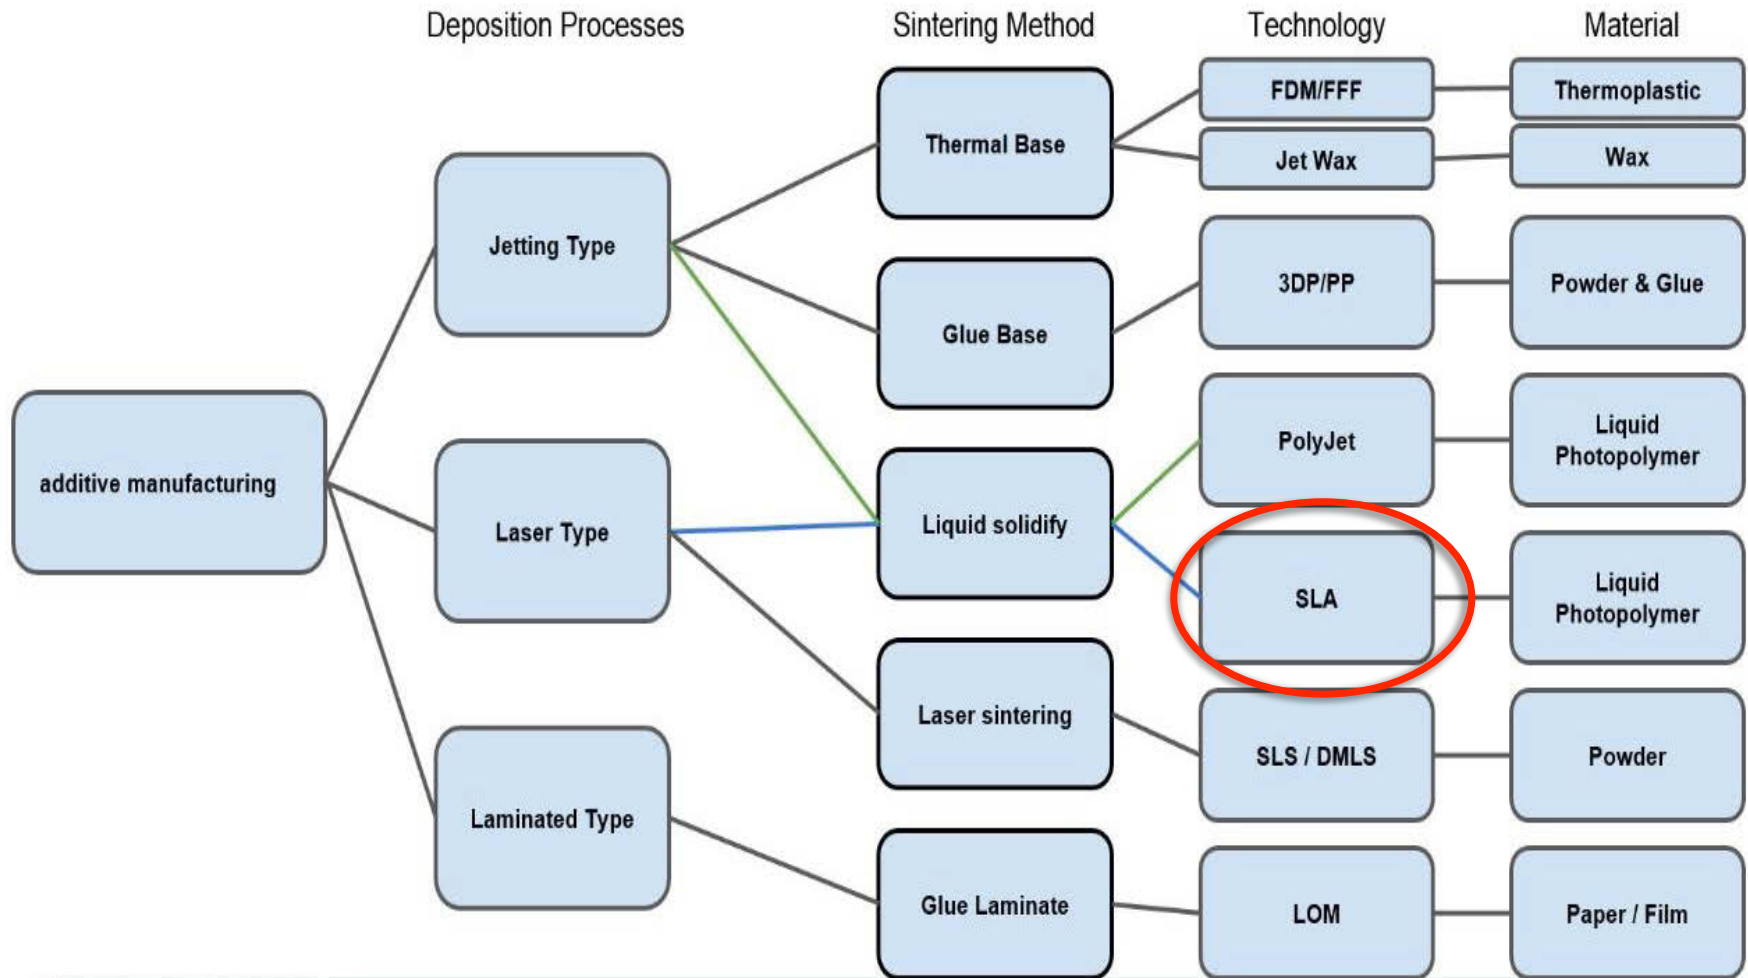 Deposition Processes
Sintering Method
Technology
Material
additive manufacturing
Jetting Type
Laser Type
Laminated Type
Thermal Base
Glue Base
Liquid solidify
Laser sintering
Glue Laminate
FDM/FFF
Jet Wax
3DP/PP
PolyJet
SLA
SLS / DMLS
LOM
Thermoplastic
Wax
Powder & Glue
Liquid
Photopolymer
Liquid
Photopolymer
Powder
Paper / Film